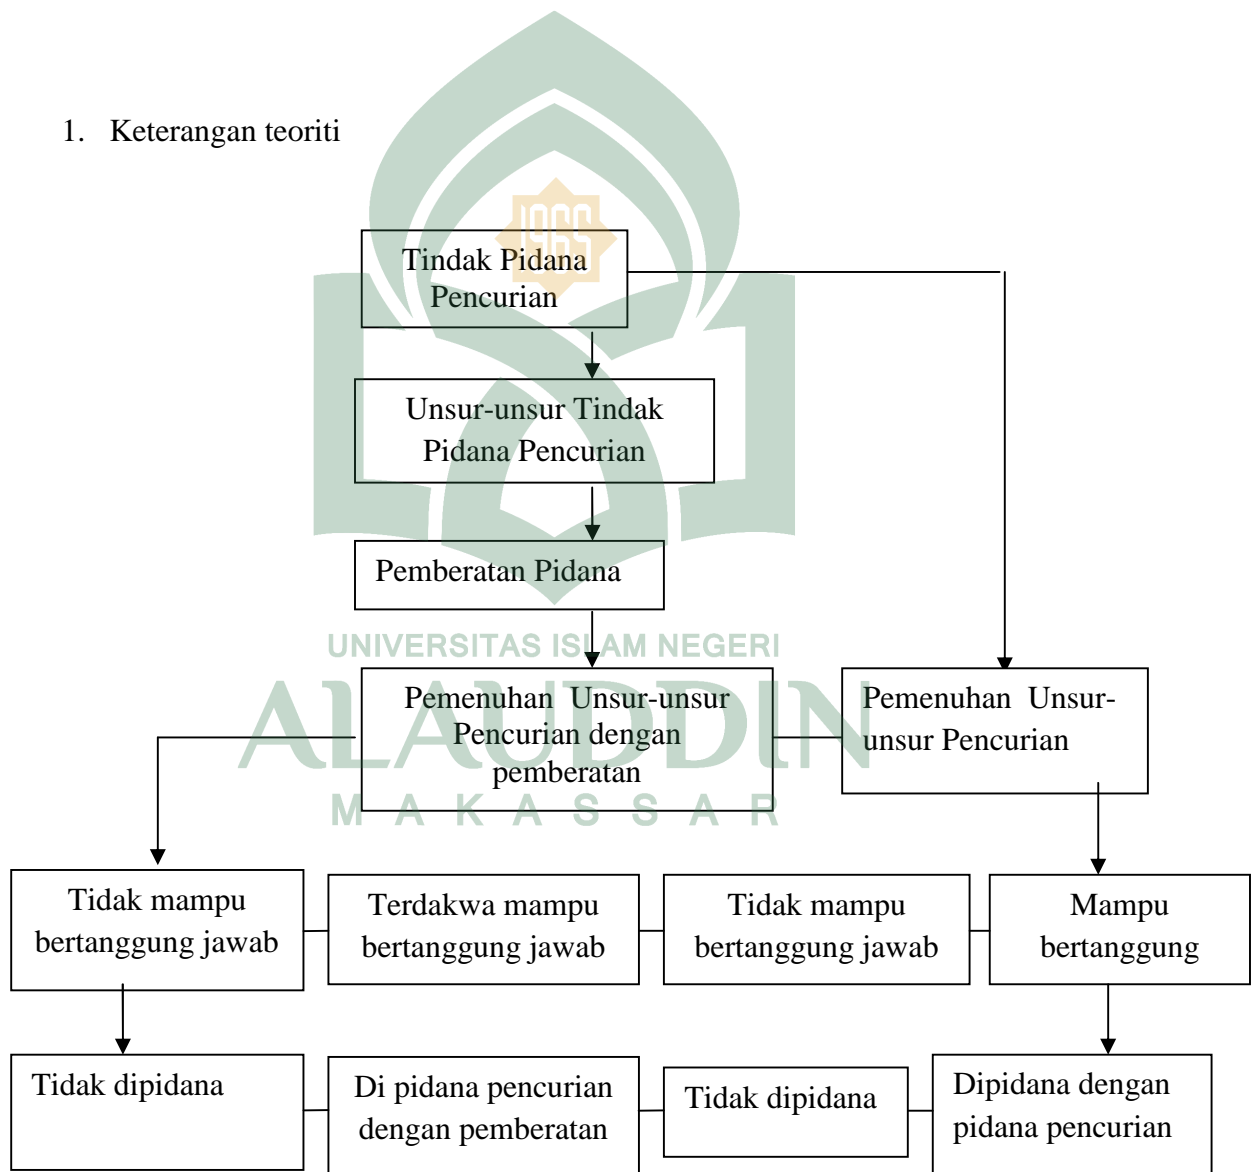 1. Keterangan teoriti
1965
Tindak Pidana
Pencurian
Unsur-unsur Tindak
Pidana Pencurian
Pemberatan Pidana
UNIVERSITAS ISLAM NEGERI
ALAUDDIN
MAKASSAR
Pemenuhan Unsur-unsur
Pencurian dengan
pemberatan
Pemenuhan Unsur-
unsur Pencurian
Tidak mampu
bertanggung jawab
Terdakwa mampu
bertanggung jawab
Tidak mampu
bertanggung jawab
Mampu
bertanggung
Tidak dipidana
Di pidana pencurian
dengan pemberatan
Tidak dipidana
Dipidana dengan
pidana pencurian